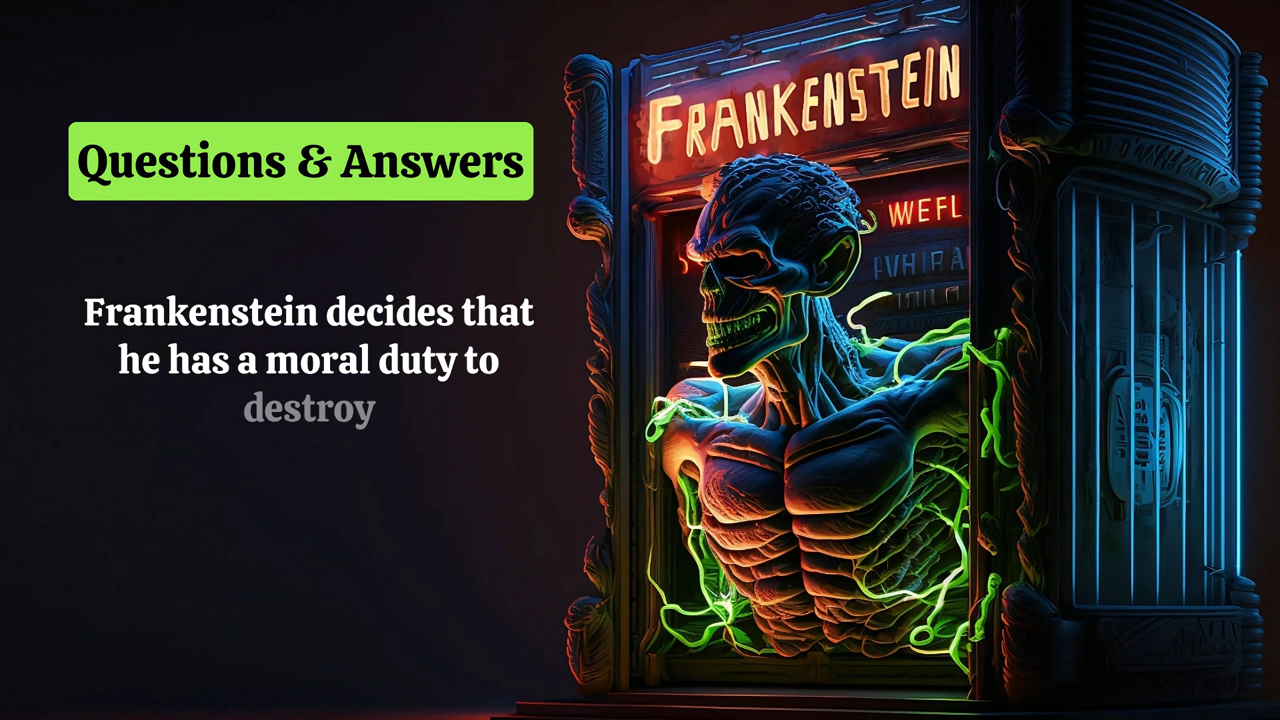 Questions & Answers
Frankenstein decides that
he has a moral duty to
destroy
FRANKENSTEIN
WEFL